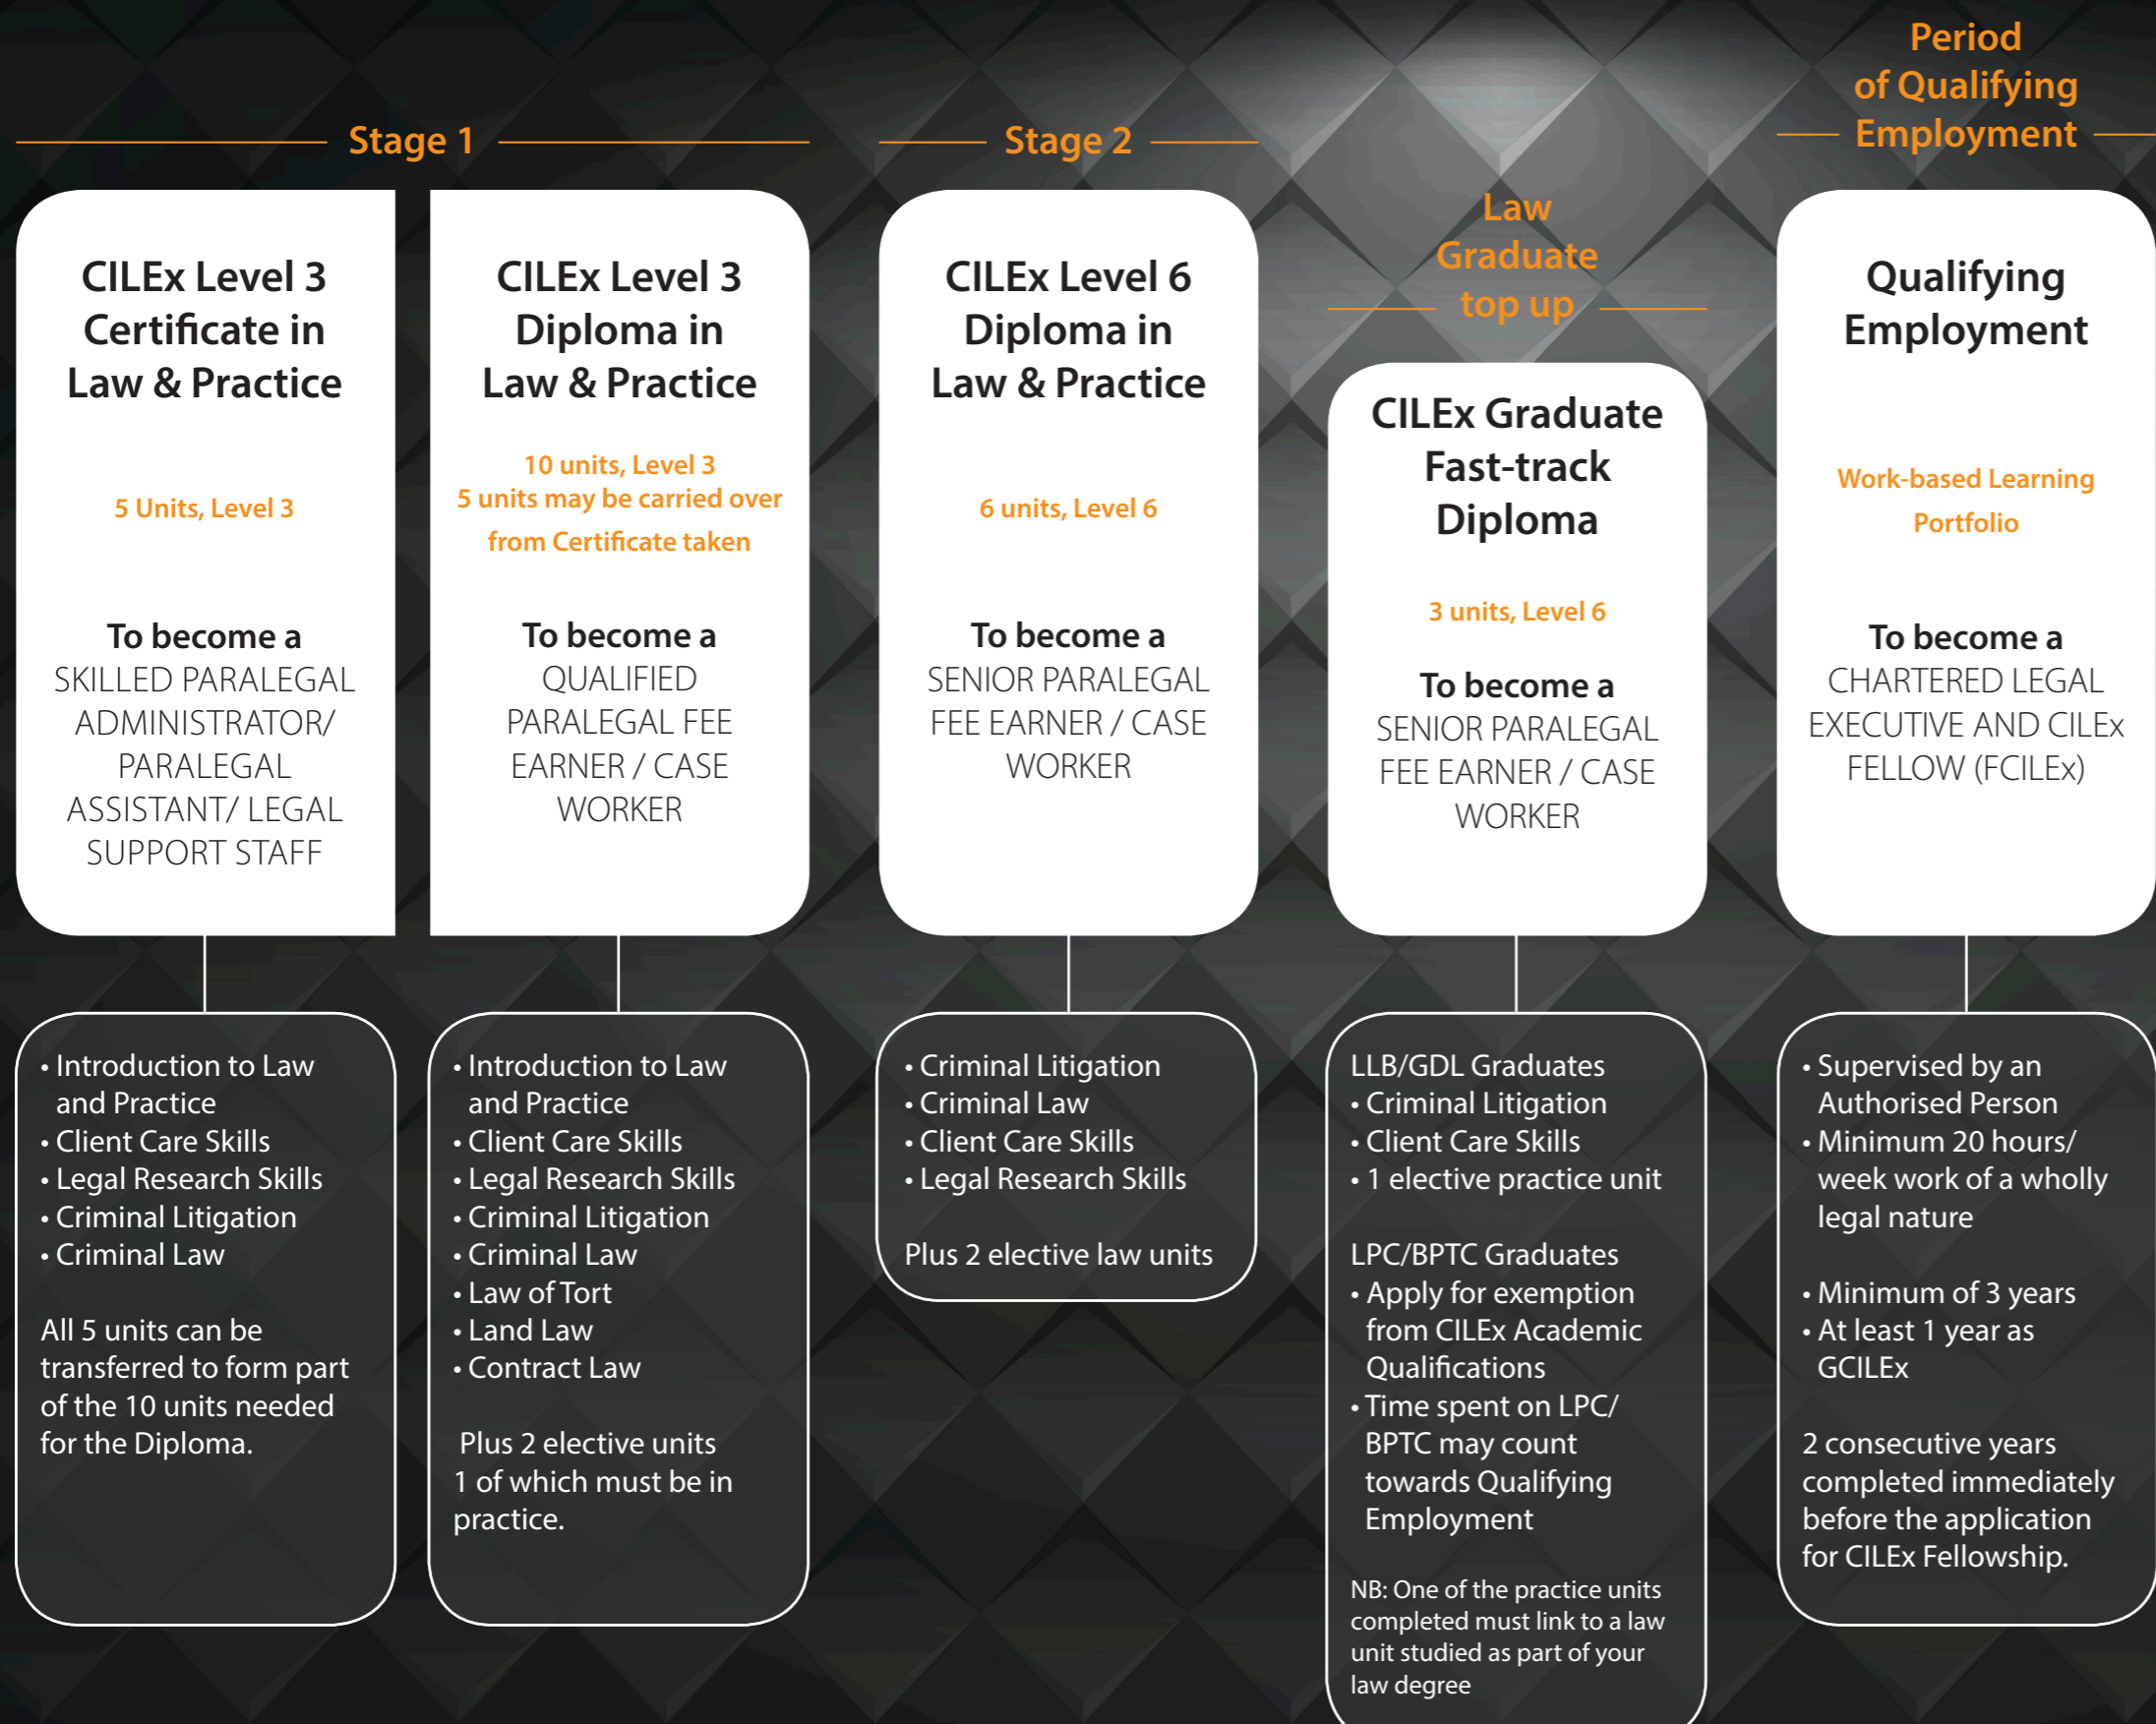 Stage 1
CILEx Level 3
Certificate in
Law & Practice
5 Units, Level 3
To become a
SKILLED PARALEGAL
ADMINISTRATOR/
PARALEGAL
ASSISTANT/ LEGAL
SUPPORT STAFF
• Introduction to Law
and Practice
• Client Care Skills
• Legal Research Skills
• Criminal Litigation
• Criminal Law
All 5 units can be
transferred to form part
of the 10 units needed
for the Diploma.
CILEx Level 3
Diploma in
Law & Practice
10 units, Level 3
5 units may be carried over
from Certificate taken
To become a
QUALIFIED
PARALEGAL FEE
EARNER / CASE
WORKER
• Introduction to Law
and Practice
• Client Care Skills
• Legal Research Skills
• Criminal Litigation
• Criminal Law
• Law of Tort
• Land Law
• Contract Law
Plus 2 elective units
1 of which must be in
practice.
Stage 2
CILEx Level 6
Diploma in
Law & Practice
6 units, Level 6
To become a
SENIOR PARALEGAL
FEE EARNER / CASE
WORKER
• Criminal Litigation
• Criminal Law
• Client Care Skills
• Legal Research Skills
Plus 2 elective law units
Law
Graduate
top up
CILEx Graduate
Fast-track
Diploma
3 units, Level 6
To become a
SENIOR PARALEGAL
FEE EARNER / CASE
WORKER
LLB/GDL Graduates
• Criminal Litigation
• Client Care Skills
• 1 elective practice unit
LPC/BPTC Graduates
• Apply for exemption
from CILEx Academic
Qualifications
• Time spent on LPC/
BPTC may count
towards Qualifying
Employment
NB: One of the practice units
completed must link to a law
unit studied as part of your
law degree
Period
of Qualifying
Employment
Qualifying
Employment
Work-based Learning
Portfolio
To become a
CHARTERED LEGAL
EXECUTIVE AND CILEx
FELLOW (FCILEx)
• Supervised by an
Authorised Person
• Minimum 20 hours/
week work of a wholly
legal nature
• Minimum of 3 years
• At least 1 year as
GCILEx
2 consecutive years
completed immediately
before the application
for CILEx Fellowship.